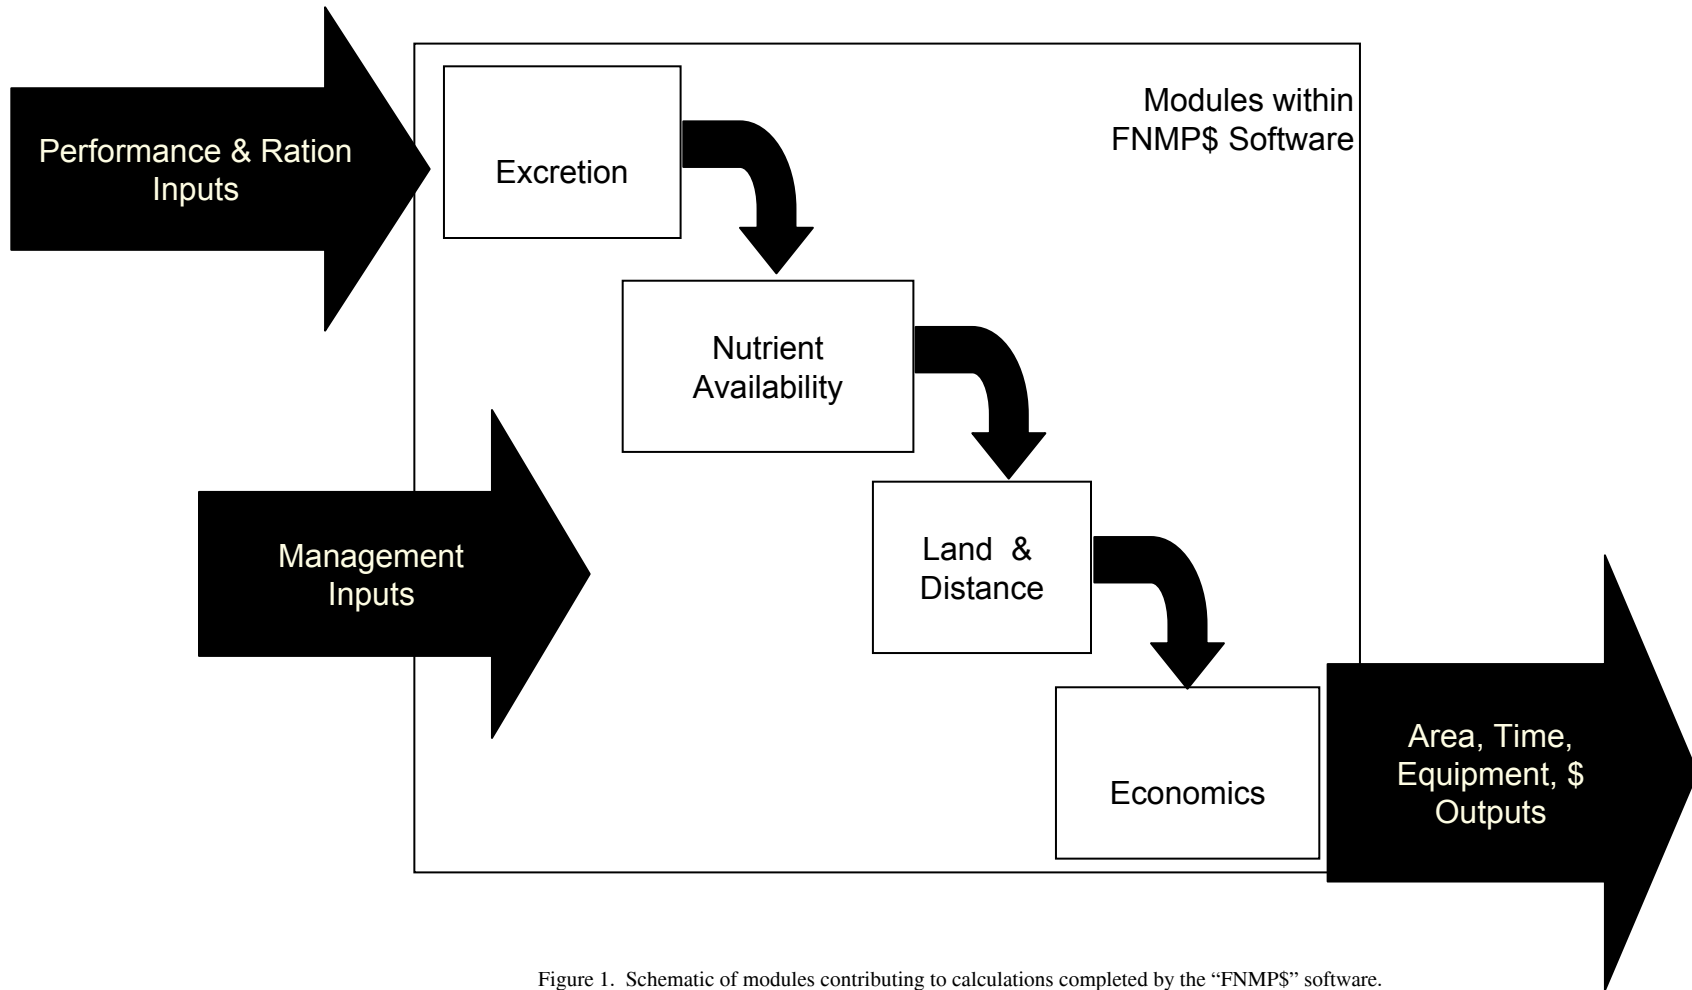 Modules within
FNMP$ Software
Performance & Ration
Inputs
Excretion
Nutrient
Availability
Management
Inputs
Land & 
Distance
Economics
Area, Time,
Equipment, $
Outputs
Figure 1. Schematic of modules contributing to calculations completed by the “FNMP$” software.